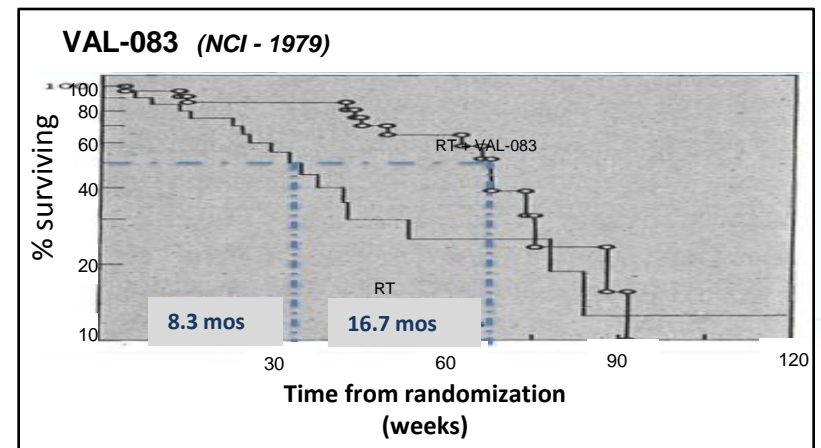 VAL-083 (NCI - 1979)
100
80
60
40
20
10
% surviving
RT + VAL-083
RT
8.3 mos
16.7 mos
30
60
90
120
Time from randomization
(weeks)